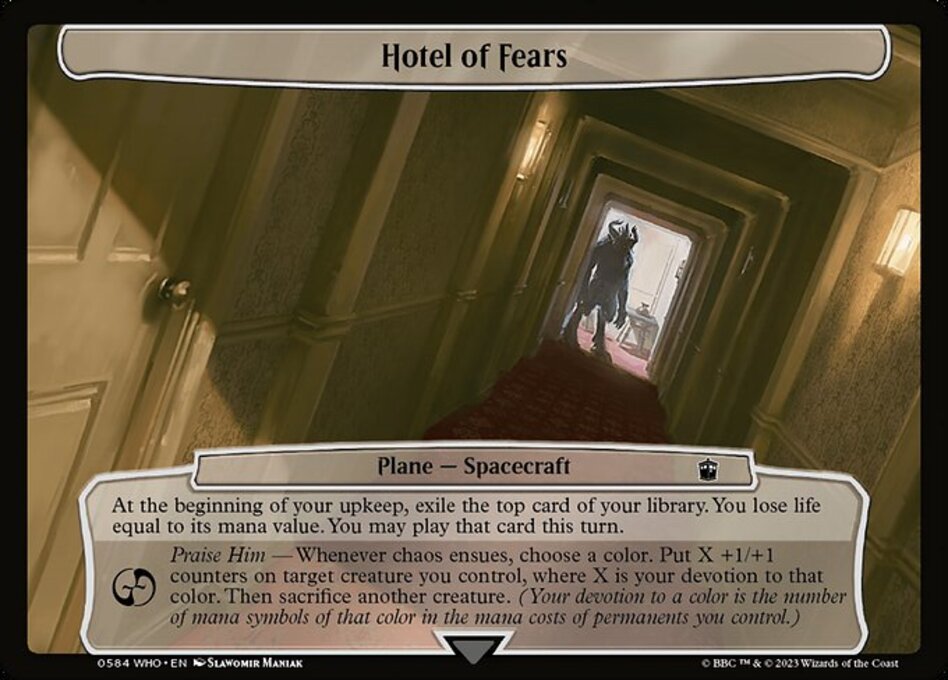 Hotel of Fears
Plane — Spacecraft
At the beginning of your upkeep, exile the top card of your library. You lose life
equal to its mana value. You may play that card this turn.
Praise Him — Whenever chaos ensues, choose a color. Put X +1/+1
counters on target creature you control, where X is your devotion to that
color. Then sacrifice another creature. (Your devotion to a color is the number
of mana symbols of that color in the mana costs of permanents you control.)
0584 WHO • EN Slawomir Maniak
© BBC ™ & © 2023 Wizards of the Coast